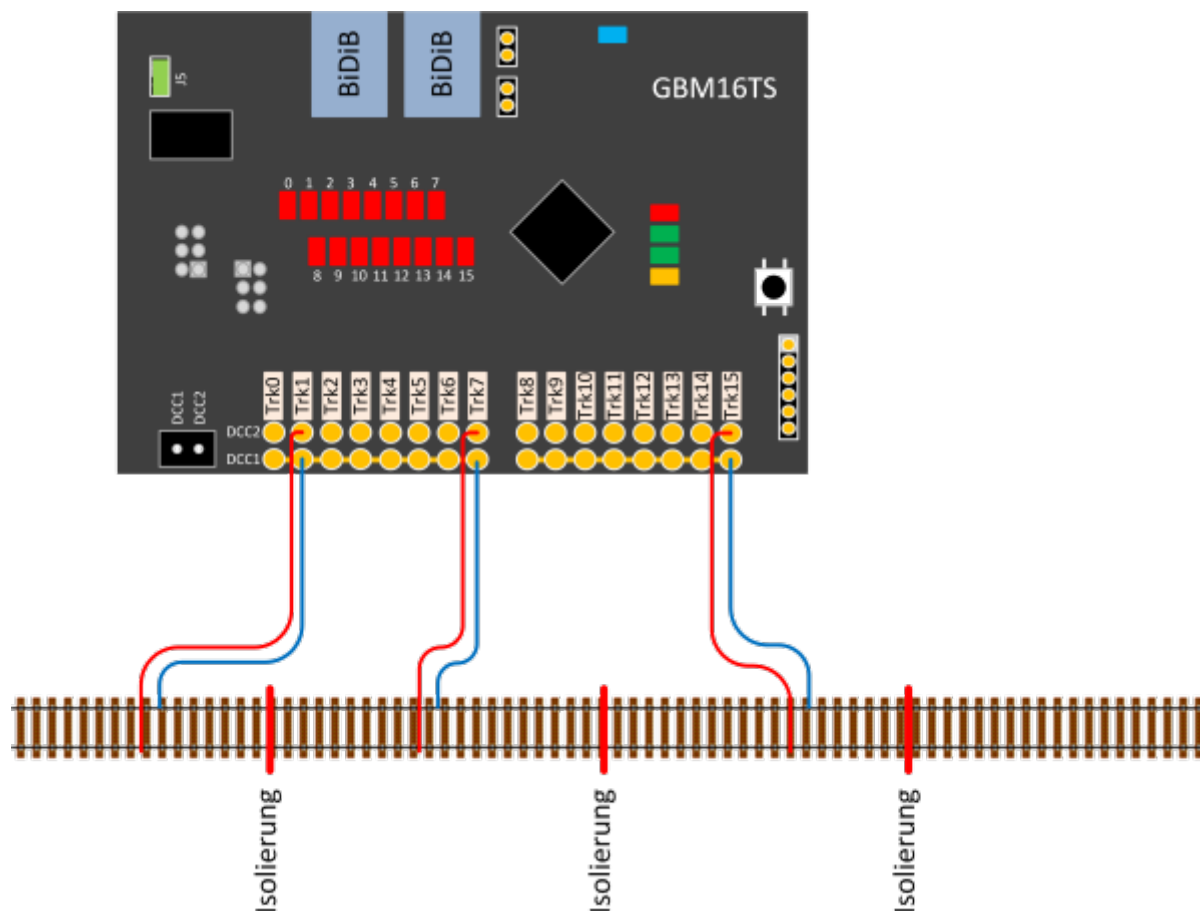 BiDiB
BiDiB
J5
GBM16TS
0 1 2 3 4 5 6 7
8 9 10 11 12 13 14 15
Trk0 Trk1 Trk2 Trk3 Trk4 Trk5 Trk6 Trk7 Trk8 Trk9 Trk10 Trk11 Trk12 Trk13 Trk14 Trk15
DCC1
DCC2
DCC2
DCC1
Isolierung
Isolierung
Isolierung